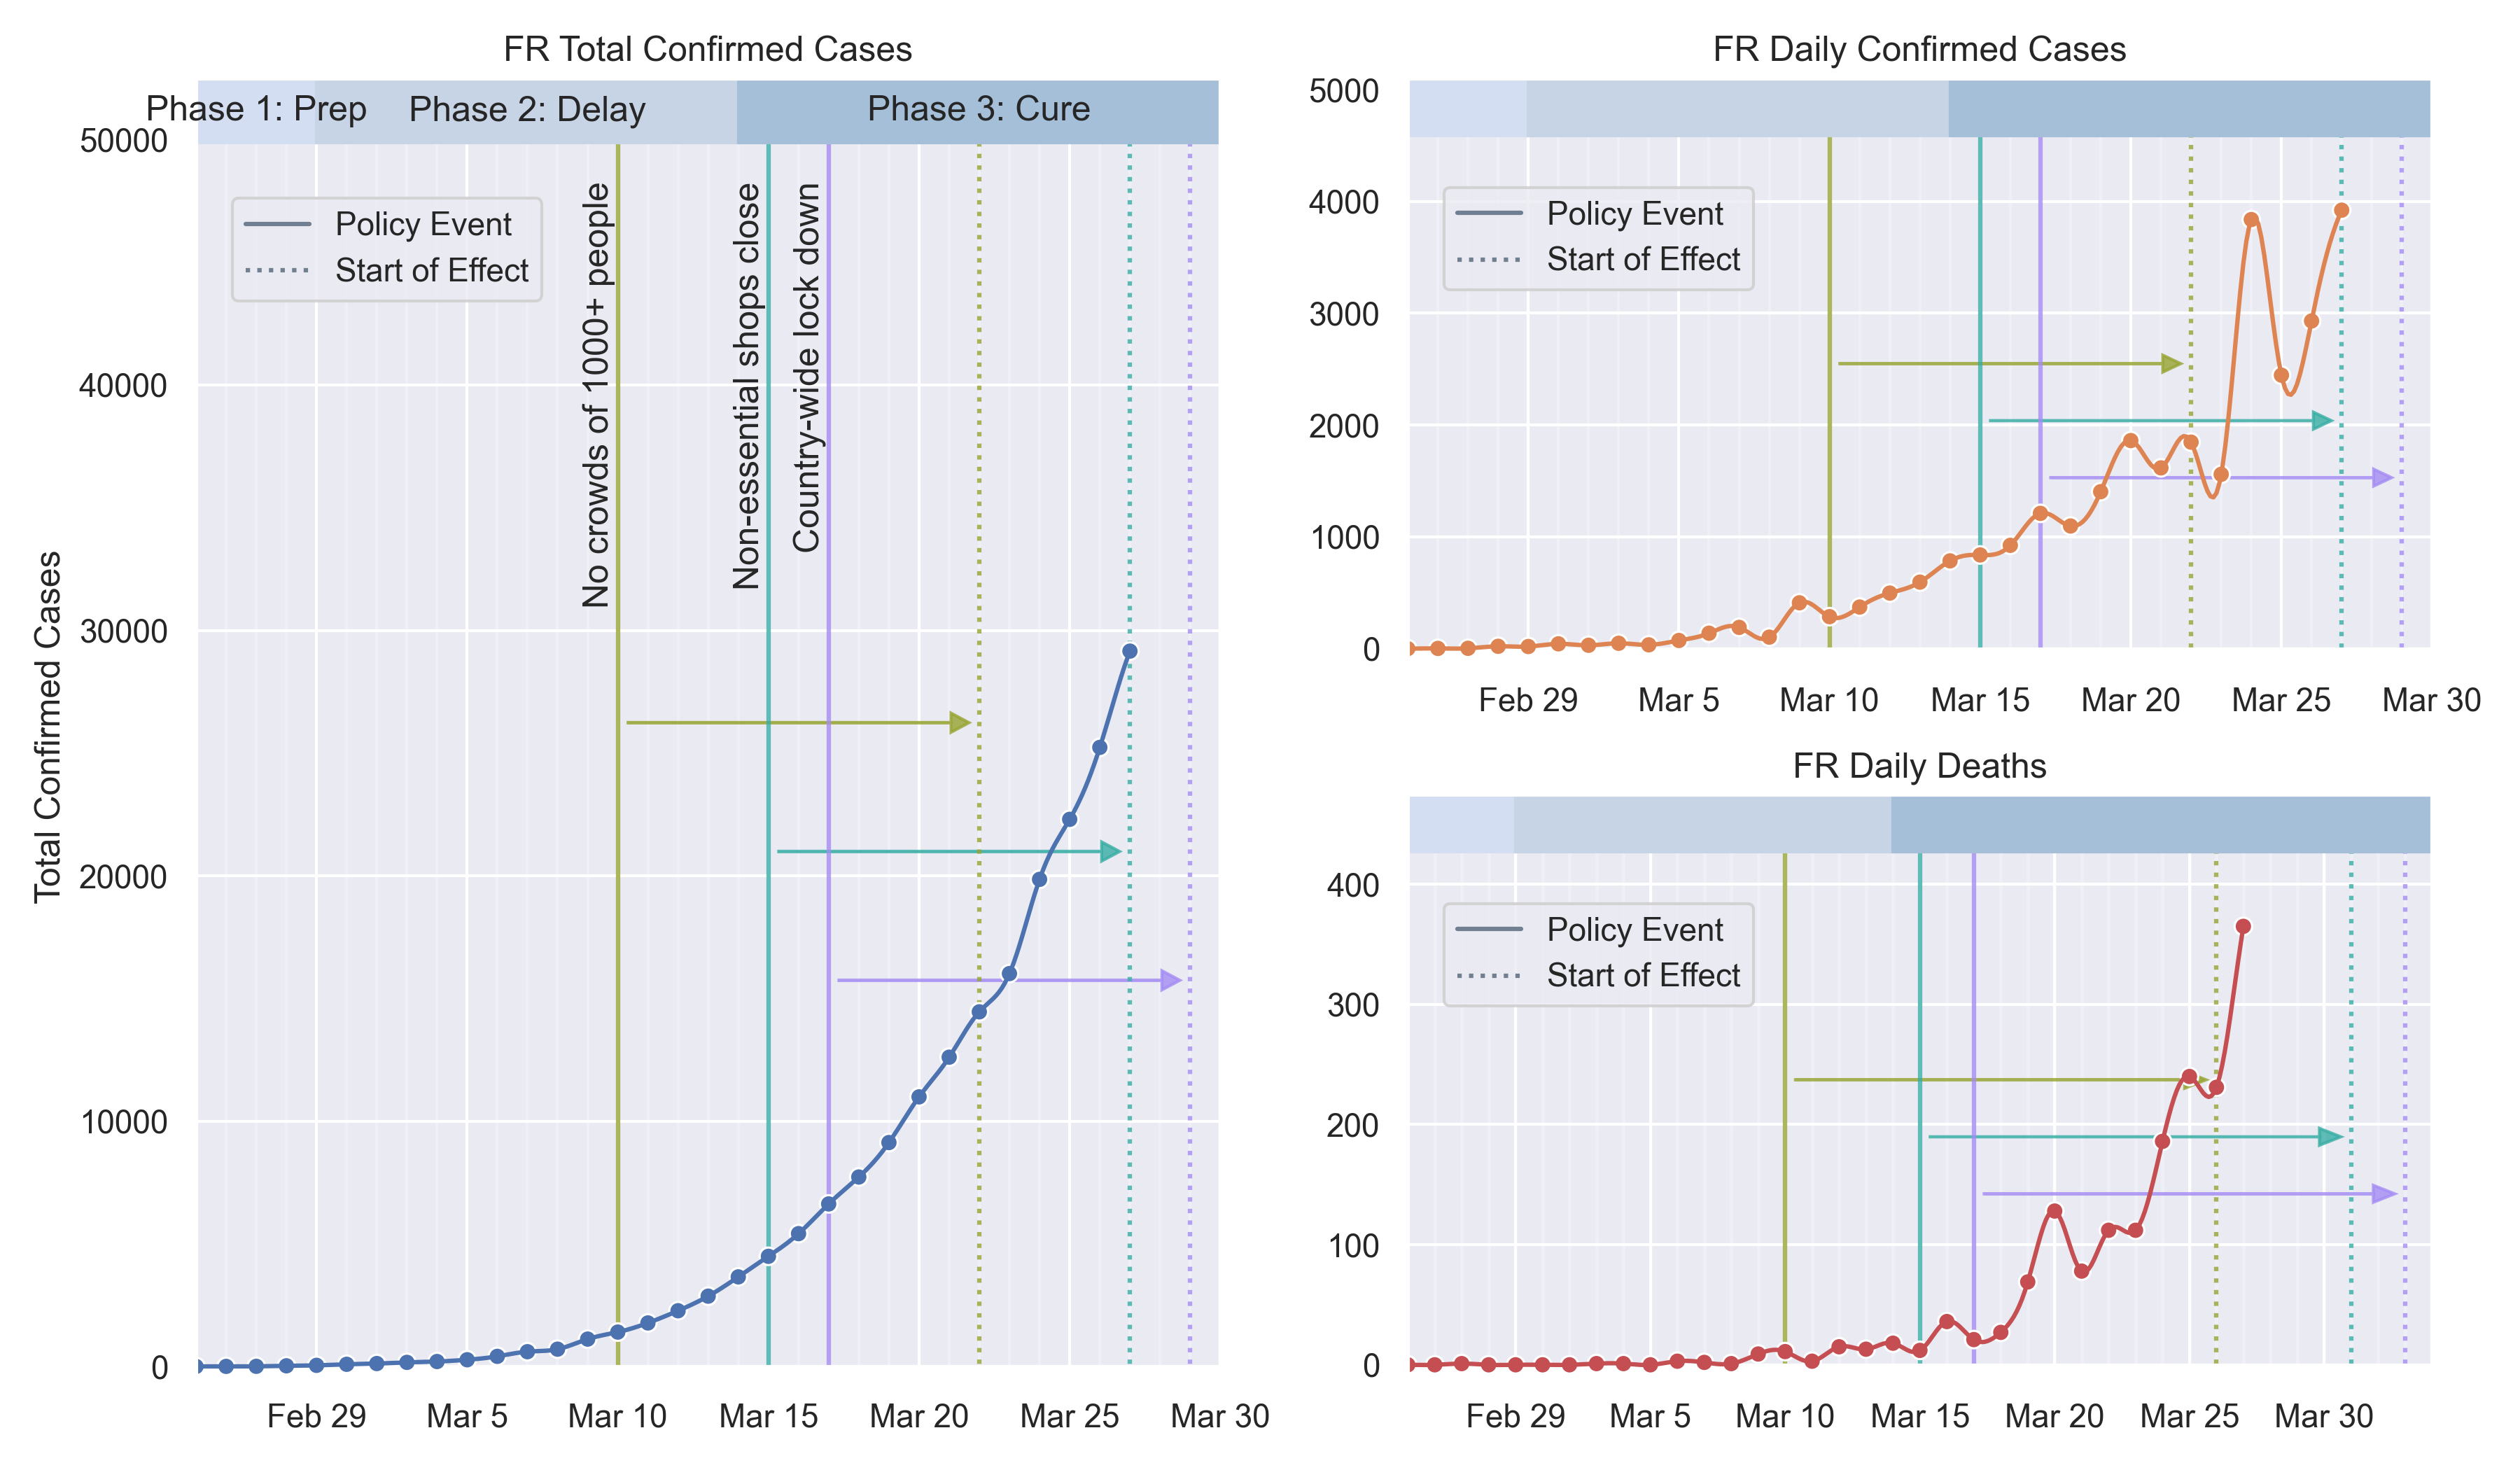 FR Total Confirmed Cases
Phase 1: Prep
Phase 2: Delay
Phase 3: Cure
50000
40000
30000
20000
10000
0
Total Confirmed Cases
Policy Event
Start of Effect
No crowds of 1000+ people
Non-essential shops close
Country-wide lock down
Feb 29
Mar 5
Mar 10
Mar 15
Mar 20
Mar 25
Mar 30
FR Daily Confirmed Cases
5000
4000
3000
2000
1000
0
Policy Event
Start of Effect
Feb 29
Mar 5
Mar 10
Mar 15
Mar 20
Mar 25
Mar 30
FR Daily Deaths
400
300
200
100
0
Policy Event
Start of Effect
Feb 29
Mar 5
Mar 10
Mar 15
Mar 20
Mar 25
Mar 30